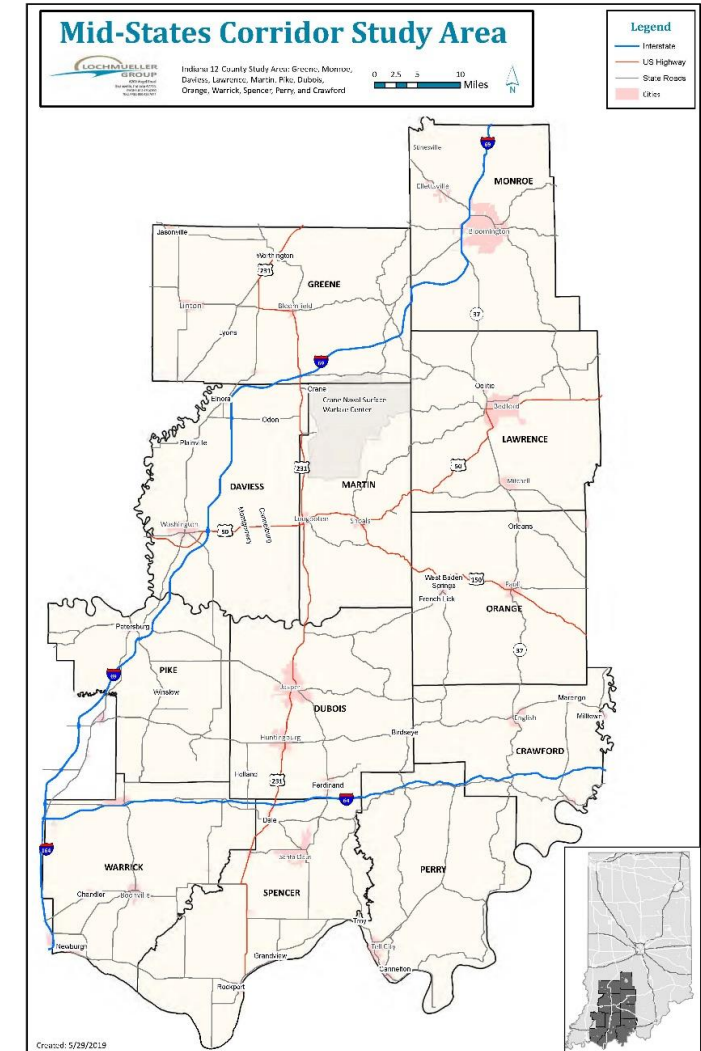 Mid-States Corridor Study Area
LOCHMUELLER
GROUP
Indiana 12 County Study Area: Greene, Monroe,
Daviess, Lawrence, Martin, Pike, Dubois,
Orange, Warrick, Spencer, Perry, and Crawford
0 2.5 5 10
Miles
N
Legend
Interstate
US Highway
State Roads
Cities
69
Stinesville
Ellettsville
MONROE
Bloomington
Jasonville
Worthington
231
GREENE
Linton
Bloomfield
37
Lyons
69
Oolitic
Crane
Elnora
Crane Naval Surface
Warfare Center
Bedford
Odon
LAWRENCE
Plainville
50
231
DAVIESS
MARTIN
Mitchell
Montgomery
Cannelburg
Washington
50
Loogootee
Shoals
Orleans
West Baden
Springs
150
Paoli
French Lick
ORANGE
Petersburg
37
69
PIKE
Winslow
Jasper
Marengo
DUBOIS
English
Milltown
Birdseye
Huntingburg
CRAWFORD
Holland
231
Ferdinand
64
Dale
164
Santa Claus
WARRICK
PERRY
SPENCER
Chandler
Boonville
Troy
Newburgh
Tell City
Grandview
Cannelton
Rockport
Created: 5/29/2019